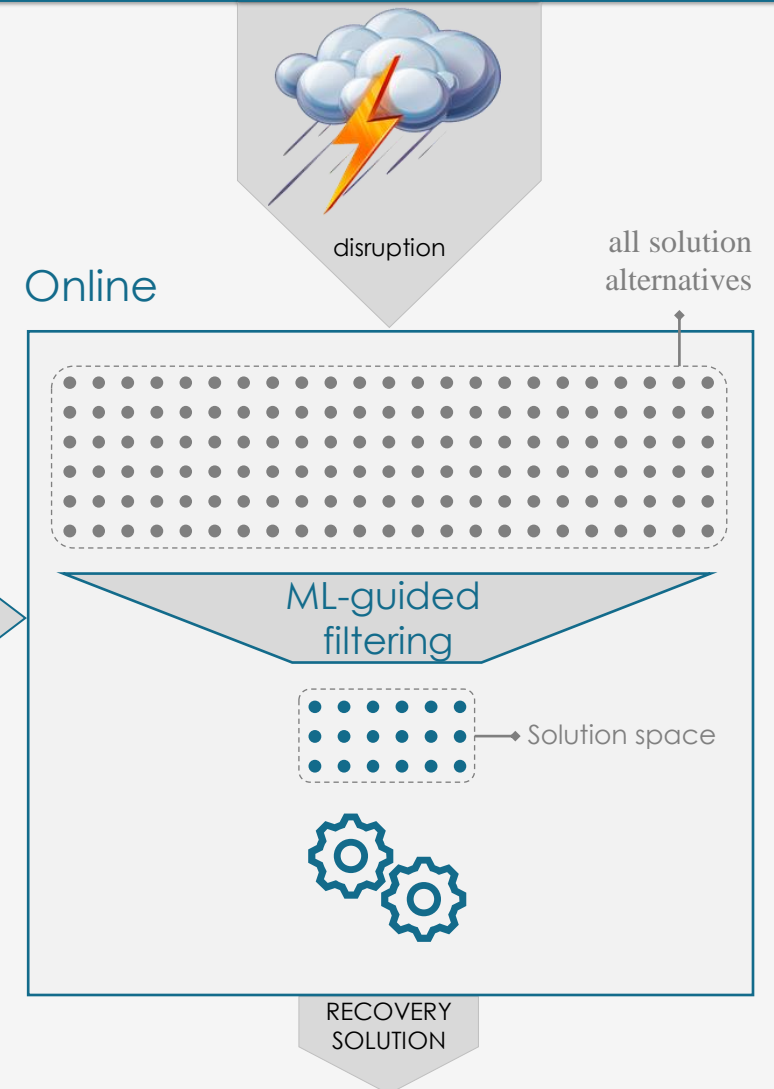 disruption
all solution
alternatives
Online
ML-guided
filtering
Solution space
RECOVERY
SOLUTION